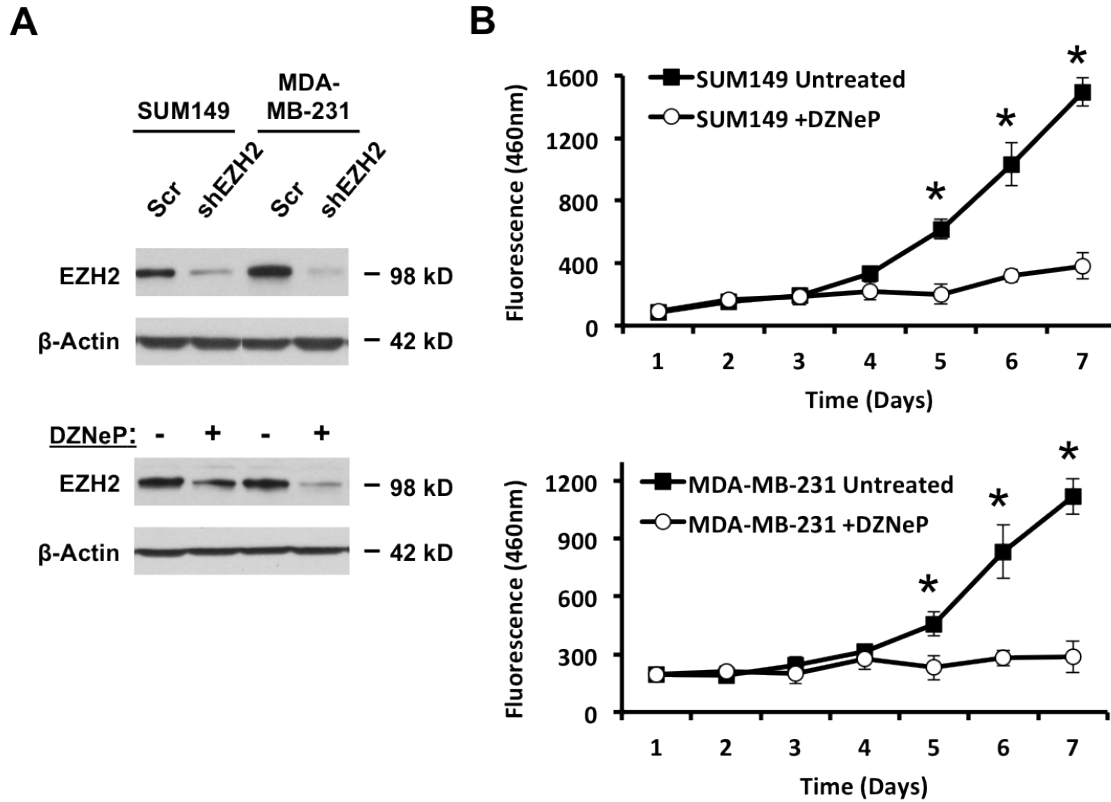 A
SUM149
MDA-
MB-231
Scr
shEZH2
Scr
shEZH2
EZH2
– 98 kD
β-Actin
– 42 kD
DZNeP: - + - +
EZH2
– 98 kD
β-Actin
– 42 kD
B
SUM149 Untreated
SUM149 +DZNeP
Fluorescence (460nm)
1600
1200
800
400
0
* * *
1 2 3 4 5 6 7
Time (Days)
MDA-MB-231 Untreated
MDA-MB-231 +DZNeP
Fluorescence (460nm)
1200
900
600
300
0
* * *
1 2 3 4 5 6 7
Time (Days)